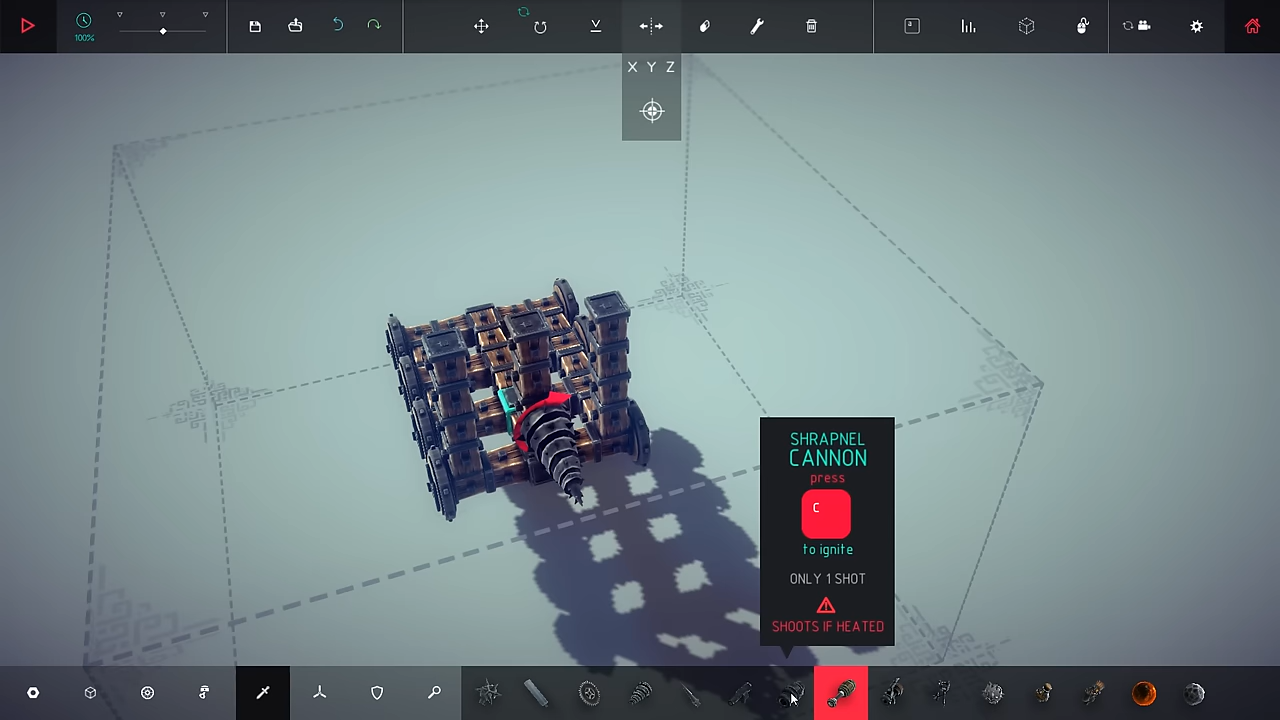 100%
X Y Z
SHRAPNEL
CANNON
press
C
to ignite
ONLY 1 SHOT
SHOOTS IF HEATED